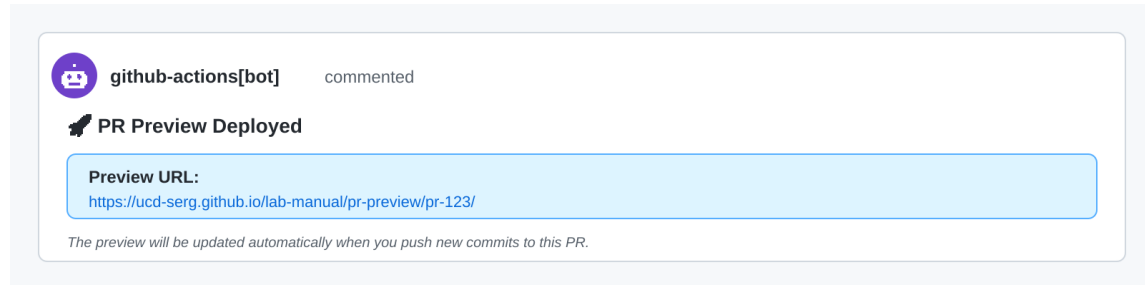 github-actions[bot] commented
🚀 PR Preview Deployed
Preview URL:
https://ucd-serg.github.io/lab-manual/pr-preview/pr-123/
The preview will be updated automatically when you push new commits to this PR.